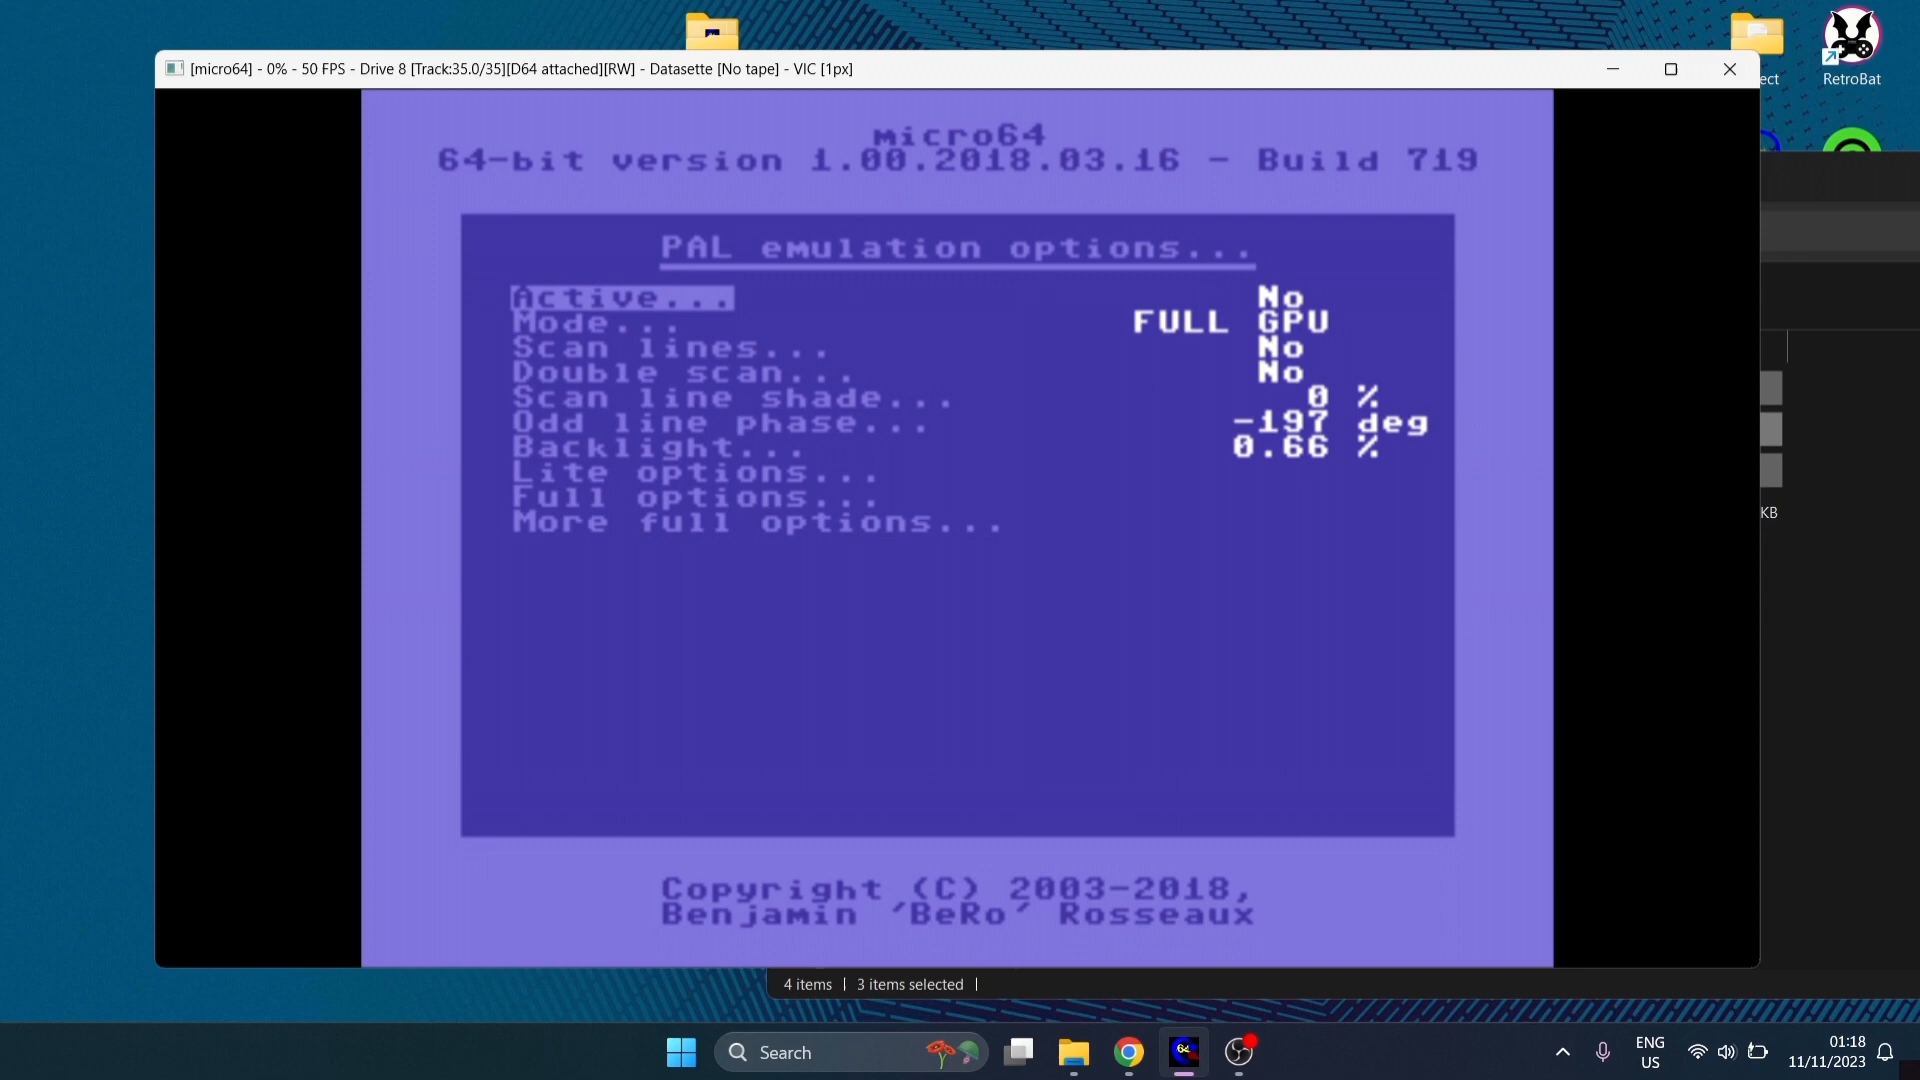 ect
RetroBat
[micro64] - 0% - 50 FPS - Drive 8 [Track:35.0/35][D64 attached][RW] - Datasette [No tape] - VIC [1px]
micro64
64-bit version 1.00.2018.03.16 - Build 719
PAL emulation options...
Active... No
Mode... FULL GPU
Scan lines... No
Double scan... No
Scan line shade... 0 %
Odd line phase... -197 deg
Backlight... 0.66 %
Lite options...
Full options...
More full options...
KB
Copyright (C) 2003-2018,
Benjamin 'BeRo' Rosseaux
4 items | 3 items selected |
Search
64
ENG
US
01:18
11/11/2023